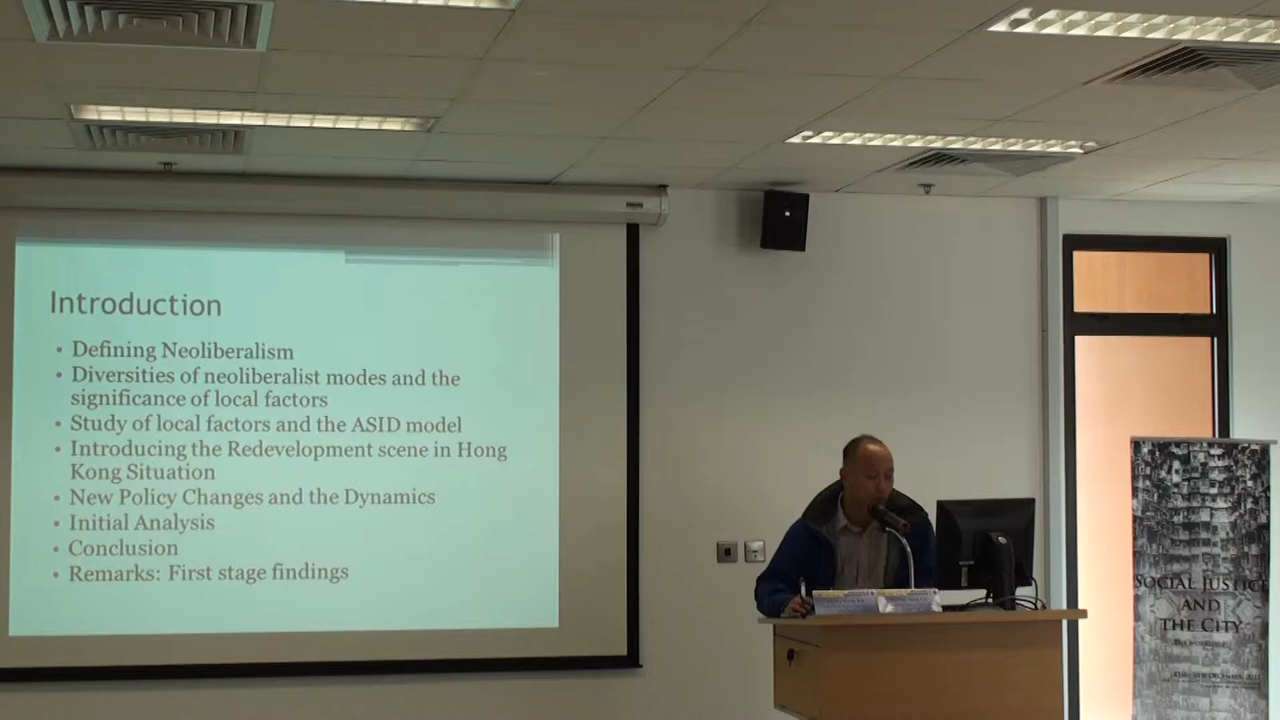 Introduction
• Defining Neoliberalism
• Diversities of neoliberalist modes and the
significance of local factors
• Study of local factors and the ASID model
• Introducing the Redevelopment scene in Hong
Kong Situation
• New Policy Changes and the Dynamics
• Initial Analysis
• Conclusion
• Remarks: First stage findings
Social Justice
and
the City